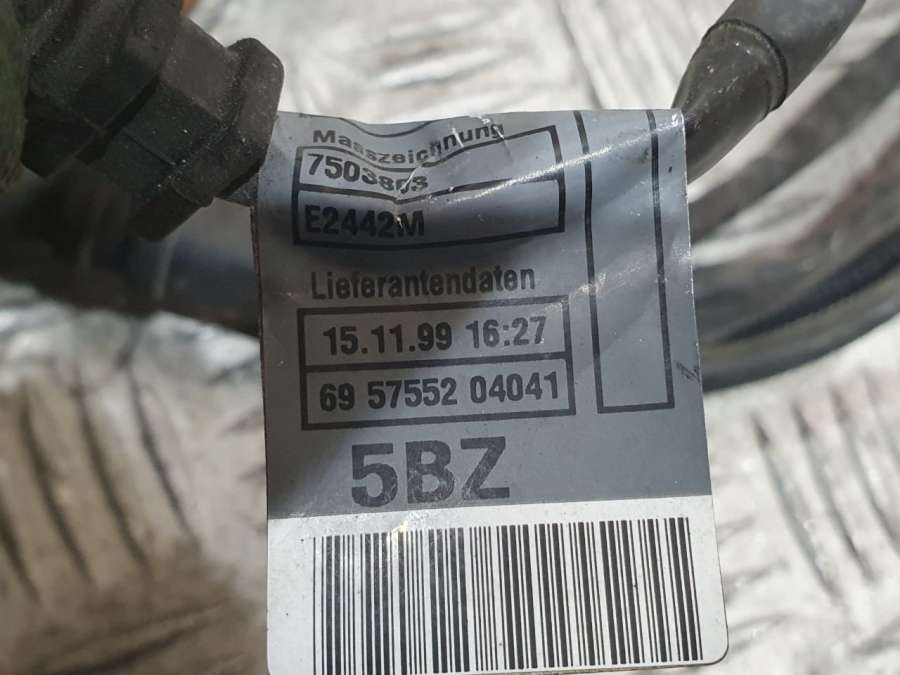 Masszeichnung
7503803
E2442M
Lieferantendaten
15.11.99 16:27
69 57552 04041
5BZ